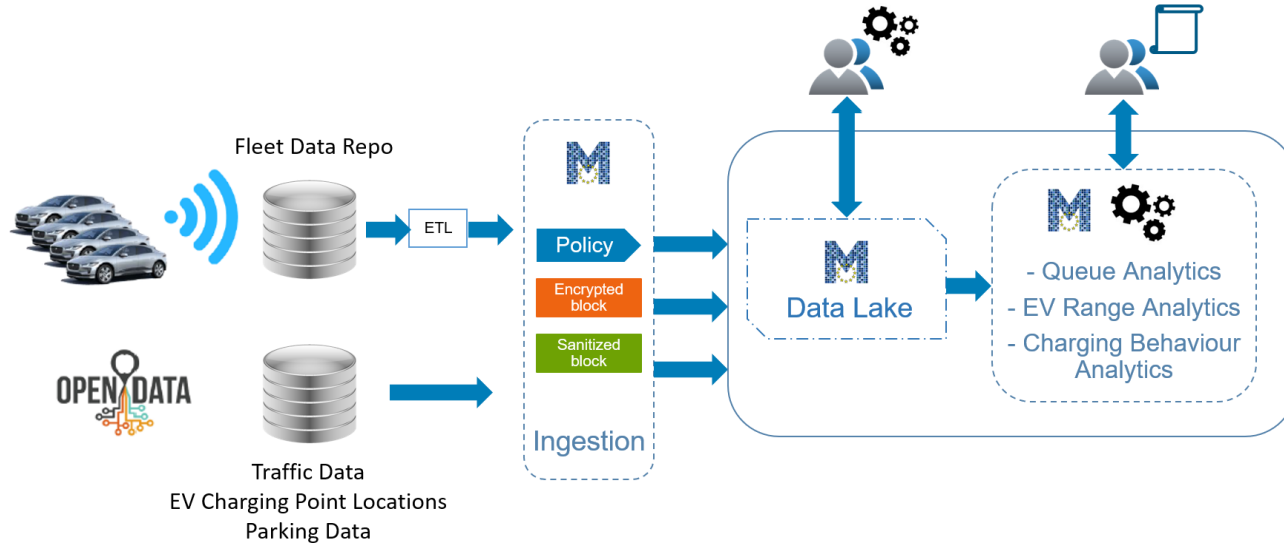 Fleet Data Repo
ETL
OPEN DATA
Traffic Data
EV Charging Point Locations
Parking Data
M
Policy
Encrypted
block
Sanitized
block
Ingestion
M
Data Lake
M
- Queue Analytics
- EV Range Analytics
- Charging Behaviour
Analytics